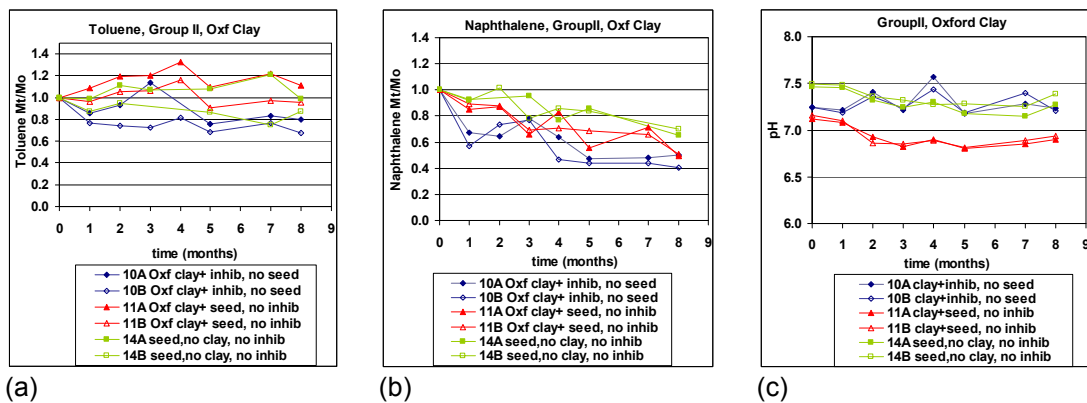 Toluene, Group II, Oxf Clay
Toluene Mt/Mo
1.4
1.2
1.0
0.8
0.6
0.4
0.2
0.0
0 1 2 3 4 5 6 7 8 9
time (months)
10A Oxf clay+ inhib, no seed
10B Oxf clay+ inhib, no seed
11A Oxf clay+ seed, no inhib
11B Oxf clay+ seed, no inhib
14A seed,no clay, no inhib
14B seed,no clay, no inhib
(a)
Naphthalene, GroupII, Oxf Clay
Naphthalene Mt/Mo
1.4
1.2
1.0
0.8
0.6
0.4
0.2
0.0
0 1 2 3 4 5 6 7 8 9
time (months)
10A Oxf clay+ inhib, no seed
10B Oxf clay+ inhib, no seed
11A Oxf clay+ seed, no inhib
11B Oxf clay+ seed, no inhib
14A seed,no clay, no inhib
14B seed,no clay, no inhib
(b)
GroupII, Oxford Clay
pH
8.0
7.5
7.0
6.5
6.0
0 1 2 3 4 5 6 7 8 9
time (months)
10A clay+inhib, no seed
10B clay+inhib, no seed
11A clay+seed, no inhib
11B clay+seed, no inhib
14A seed,no clay, no inhib
14B seed,no clay, no inhib
(c)